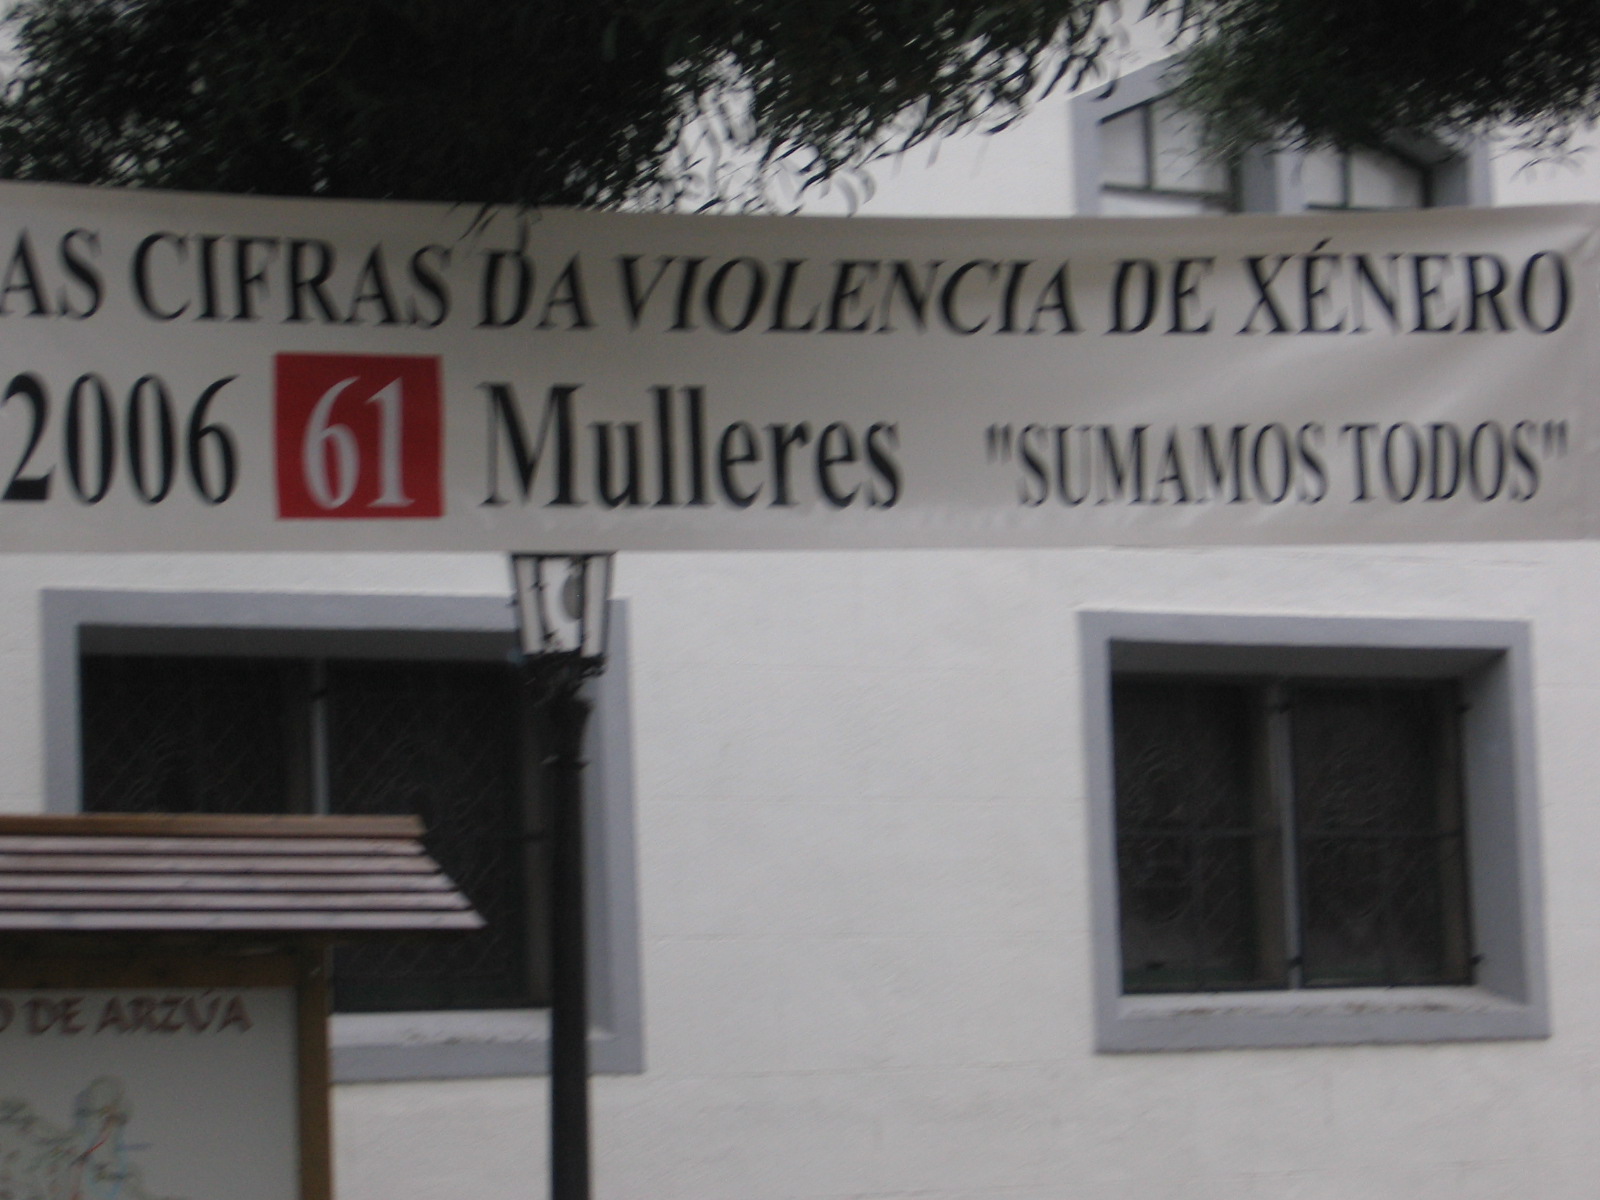 AS CIFRAS DA VIOLENCIA DE XÉNERO
2006 61 Mulleres "SUMAMOS TODOS"
DE ARZÚA